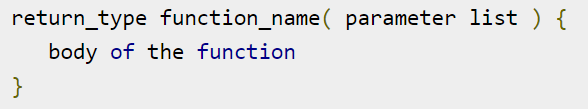 return_type function_name( parameter list ) {
   body of the function
}